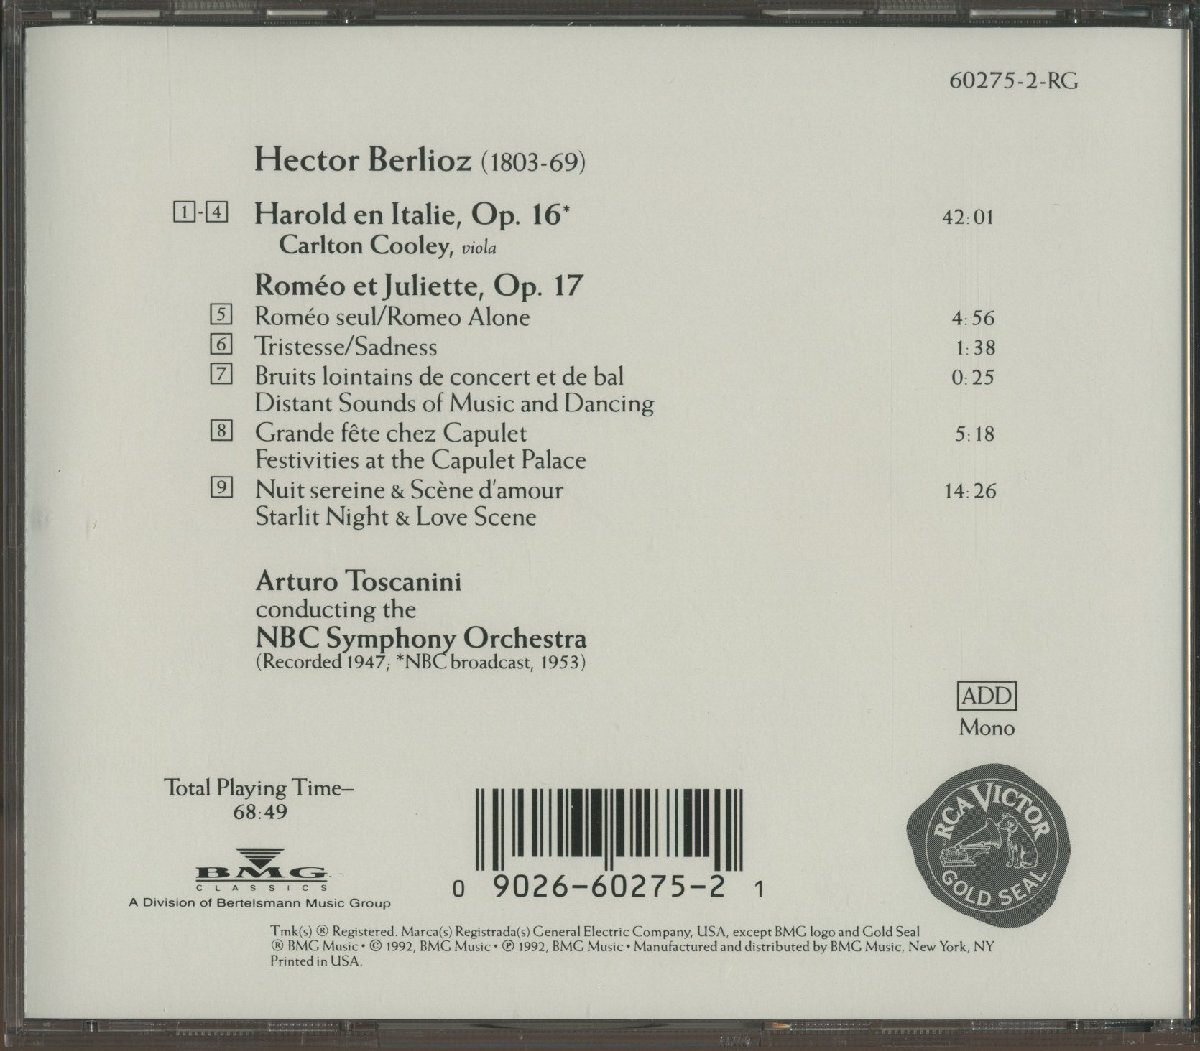 60275-2-RG
Hector Berlioz (1803-69)
1-4 Harold en Italie, Op. 16* 42:01
Carlton Cooley, viola
Roméo et Juliette, Op. 17
5 Roméo seul/Romeo Alone 4:56
6 Tristesse/Sadness 1:38
7 Bruits lointains de concert et de bal 0:25
Distant Sounds of Music and Dancing
8 Grande fête chez Capulet 5:18
Festivities at the Capulet Palace
9 Nuit sereine & Scène d'amour 14:26
Starlit Night & Love Scene
Arturo Toscanini
conducting the
NBC Symphony Orchestra
(Recorded 1947; *NBC broadcast, 1953)
ADD
Mono
Total Playing Time–
68:49
BMG
CLASSICS
A Division of Bertelsmann Music Group
0 9026-60275-2 1
RCA VICTOR
GOLD SEAL
Tmk(s) ® Registered. Marca(s) Registrada(s) General Electric Company, USA, except BMG logo and Gold Seal
® BMG Music • © 1992, BMG Music • ℗ 1992, BMG Music • Manufactured and distributed by BMG Music, New York, NY
Printed in USA.